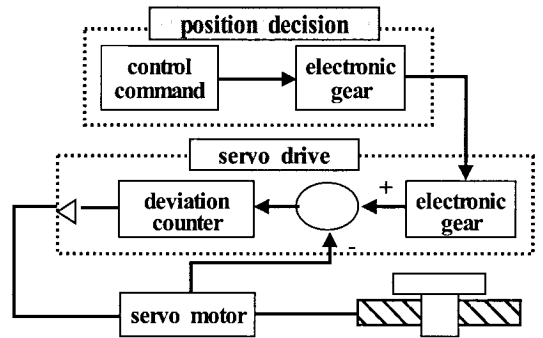 position decision
control
command
electronic
gear
servo drive
deviation
counter
+
electronic
gear
-
servo motor